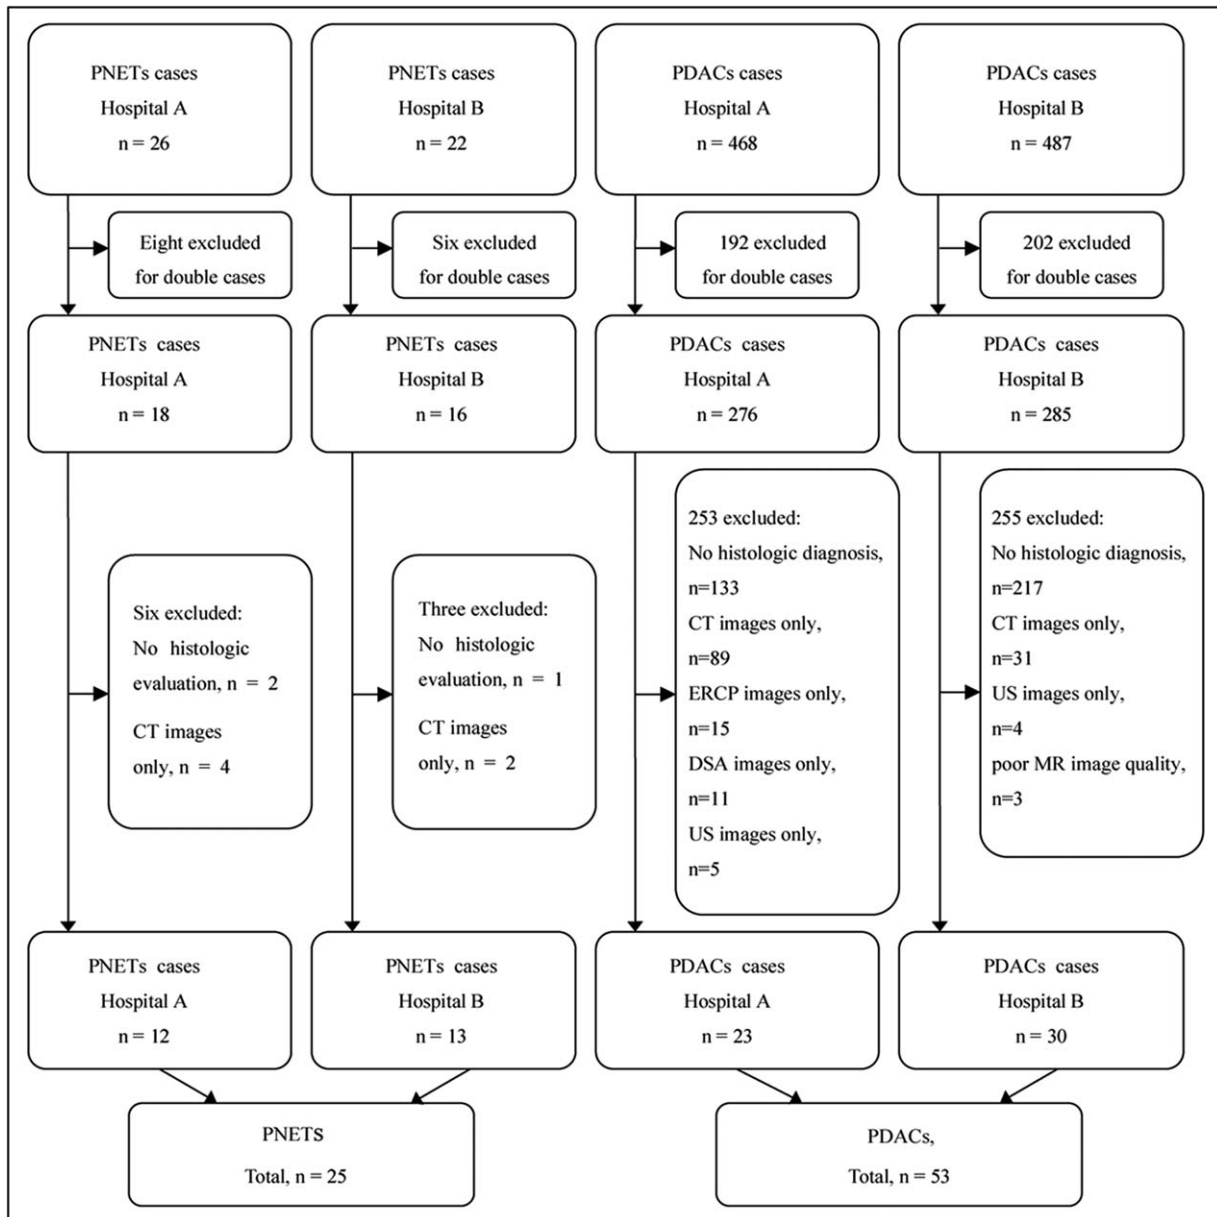 PNETs cases
Hospital A
n = 26
PNETs cases
Hospital B
n = 22
PDACs cases
Hospital A
n = 468
PDACs cases
Hospital B
n = 487
Eight excluded
for double cases
Six excluded
for double cases
192 excluded
for double cases
202 excluded
for double cases
PNETs cases
Hospital A
n = 18
PNETs cases
Hospital B
n = 16
PDACs cases
Hospital A
n = 276
PDACs cases
Hospital B
n = 285
Six excluded:
No histologic
evaluation, n = 2
CT images
only, n = 4
Three excluded:
No histologic
evaluation, n = 1
CT images
only, n = 2
253 excluded:
No histologic diagnosis,
n=133
CT images only,
n=89
ERCP images only,
n=15
DSA images only,
n=11
US images only,
n=5
255 excluded:
No histologic diagnosis,
n=217
CT images only,
n=31
US images only,
n=4
poor MR image quality,
n=3
PNETs cases
Hospital A
n = 12
PNETs cases
Hospital B
n = 13
PDACs cases
Hospital A
n = 23
PDACs cases
Hospital B
n = 30
PNETS
Total, n = 25
PDACs,
Total, n = 53